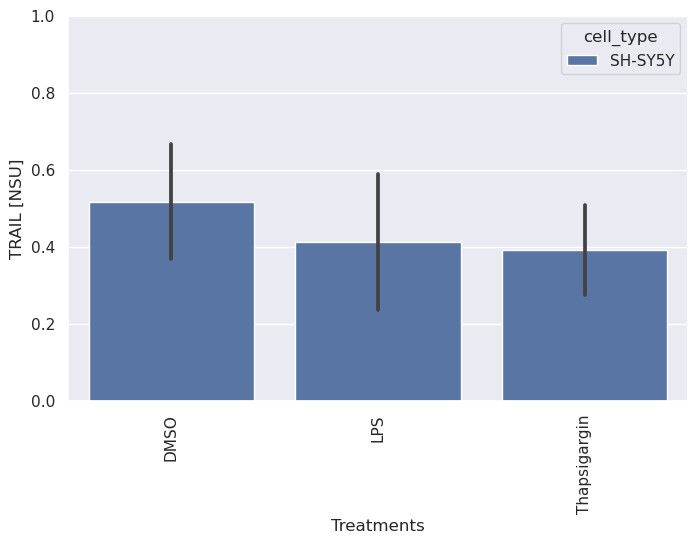 1.0
0.8
0.6
0.4
0.2
0.0
TRAIL [NSU]
cell_type
SH-SY5Y
DMSO
LPS
Thapsigargin
Treatments